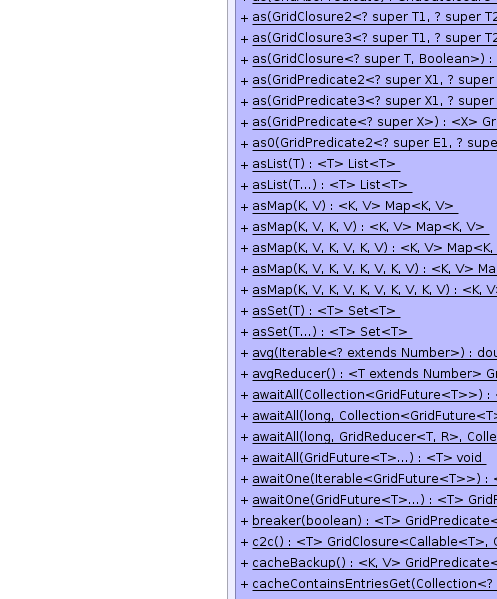 + as(GridClosure2<? super T1, ? super T2
+ as(GridClosure3<? super T1, ? super T2
+ as(GridClosure<? super T, Boolean>) :
+ as(GridPredicate2<? super X1, ? super
+ as(GridPredicate3<? super X1, ? super
+ as(GridPredicate<? super X>) : <X> Gr
+ as0(GridPredicate2<? super E1, ? supe
+ asList(T) : <T> List<T>
+ asList(T...) : <T> List<T>
+ asMap(K, V) : <K, V> Map<K, V>
+ asMap(K, V, K, V) : <K, V> Map<K, V>
+ asMap(K, V, K, V, K, V) : <K, V> Map<K,
+ asMap(K, V, K, V, K, V, K, V) : <K, V> Ma
+ asMap(K, V, K, V, K, V, K, V, K, V) : <K, V>
+ asSet(T) : <T> Set<T>
+ asSet(T...) : <T> Set<T>
+ avg(Iterable<? extends Number>) : dou
+ avgReducer() : <T extends Number> Gr
+ awaitAll(Collection<GridFuture<T>>) : <
+ awaitAll(long, Collection<GridFuture<T>
+ awaitAll(long, GridReducer<T, R>, Colle
+ awaitAll(GridFuture<T>...) : <T> void
+ awaitOne(Iterable<GridFuture<T>>) : <
+ awaitOne(GridFuture<T>...) : <T> GridF
+ breaker(boolean) : <T> GridPredicate<
+ c2c() : <T> GridClosure<Callable<T>, G
+ cacheBackup() : <K, V> GridPredicate<
+ cacheContainsEntriesGet(Collection<?